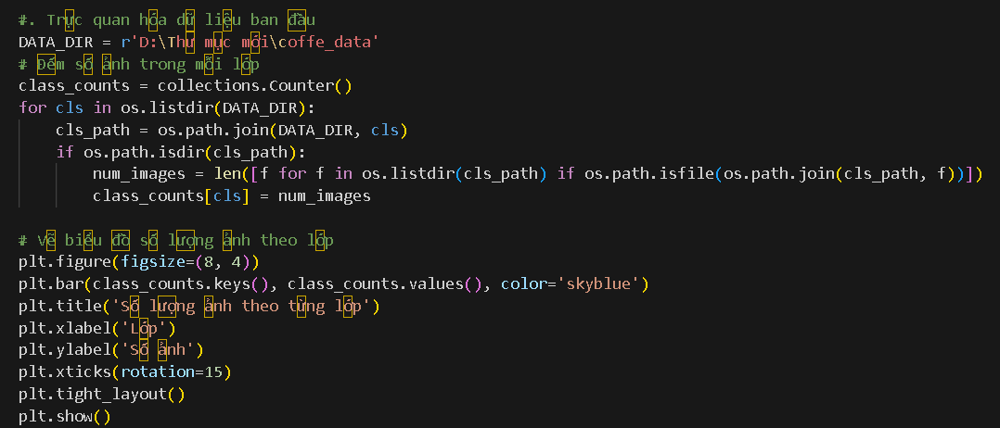 #. Trực quan hóa dữ liệu ban đầu
DATA_DIR = r'D:\Thư mục mới\coffe_data'
# Đếm số ảnh trong mỗi lớp
class_counts = collections.Counter()
for cls in os.listdir(DATA_DIR):
    cls_path = os.path.join(DATA_DIR, cls)
    if os.path.isdir(cls_path):
        num_images = len([f for f in os.listdir(cls_path) if os.path.isfile(os.path.join(cls_path, f))])
        class_counts[cls] = num_images

# Vẽ biểu đồ số lượng ảnh theo lớp
plt.figure(figsize=(8, 4))
plt.bar(class_counts.keys(), class_counts.values(), color='skyblue')
plt.title('Số lượng ảnh theo từng lớp')
plt.xlabel('Lớp')
plt.ylabel('Số ảnh')
plt.xticks(rotation=15)
plt.tight_layout()
plt.show()